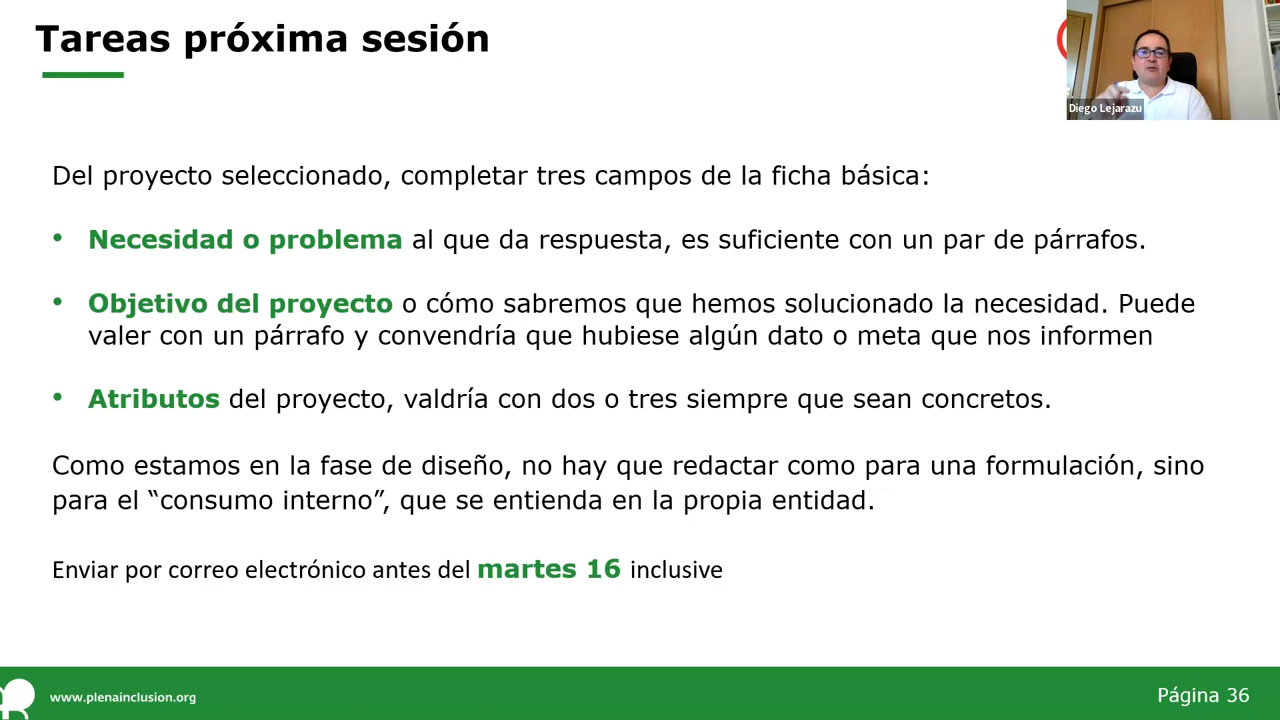 Tareas próxima sesión
Diego Lejarazu
Del proyecto seleccionado, completar tres campos de la ficha básica:
• Necesidad o problema al que da respuesta, es suficiente con un par de párrafos.
• Objetivo del proyecto o cómo sabremos que hemos solucionado la necesidad. Puede
valer con un párrafo y convendría que hubiese algún dato o meta que nos informen
• Atributos del proyecto, valdría con dos o tres siempre que sean concretos.
Como estamos en la fase de diseño, no hay que redactar como para una formulación, sino
para el “consumo interno”, que se entienda en la propia entidad.
Enviar por correo electrónico antes del martes 16 inclusive
www.plenainclusion.org
Página 36